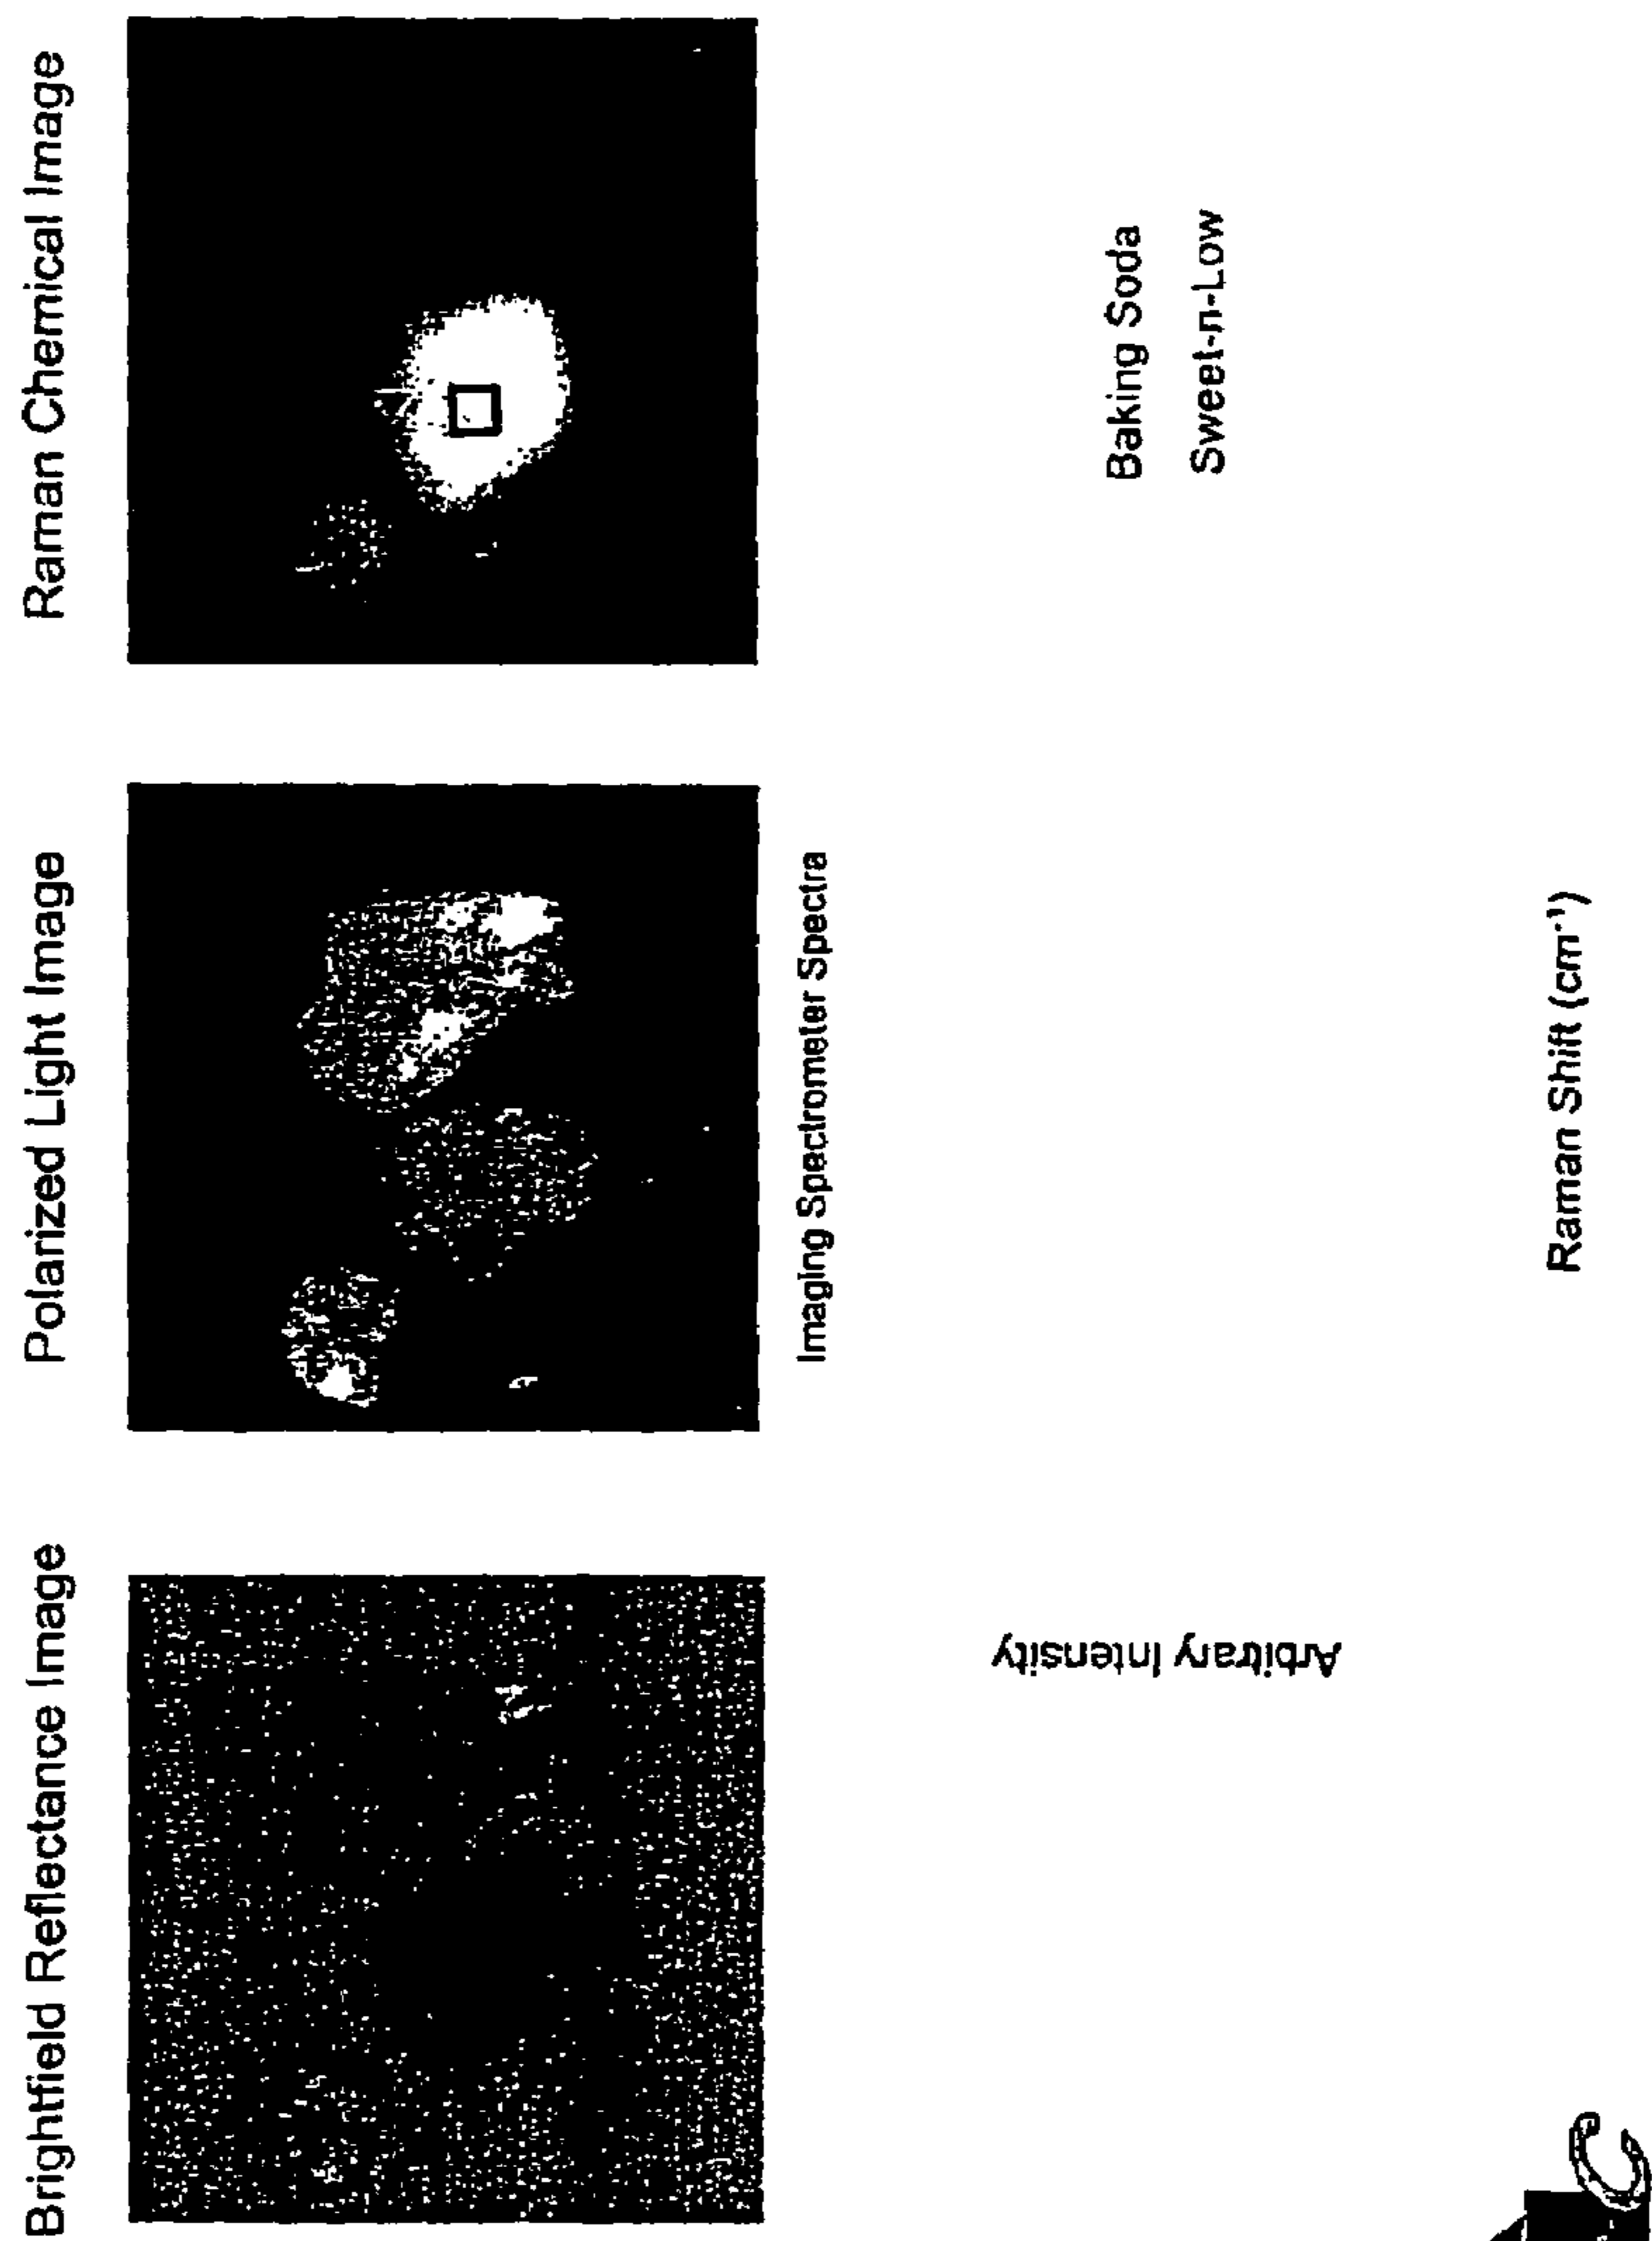 Brightfield Reflectance Image
Polarized Light Image
Raman Chemical Image
Imaging Spectrometer Spectra
Arbitrary Intensity
Baking Soda
Sweet-n-Low
Raman Shift (cm⁻¹)
C